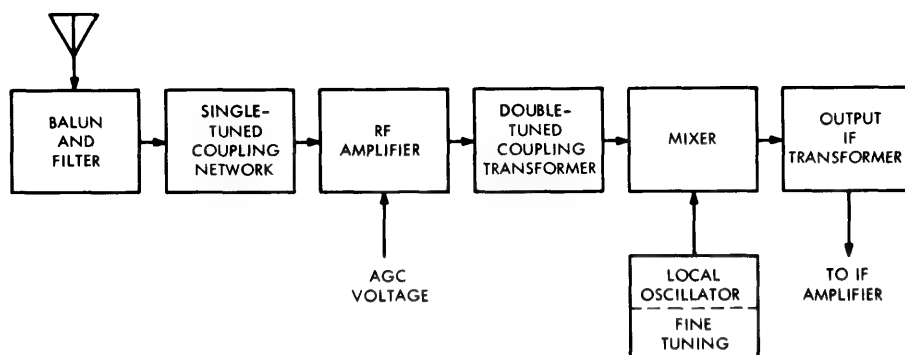 BALUN
AND
FILTER
SINGLE-
TUNED
COUPLING
NETWORK
RF
AMPLIFIER
DOUBLE-
TUNED
COUPLING
TRANSFORMER
MIXER
OUTPUT
IF
TRANSFORMER
AGC
VOLTAGE
LOCAL
OSCILLATOR
FINE
TUNING
TO IF
AMPLIFIER